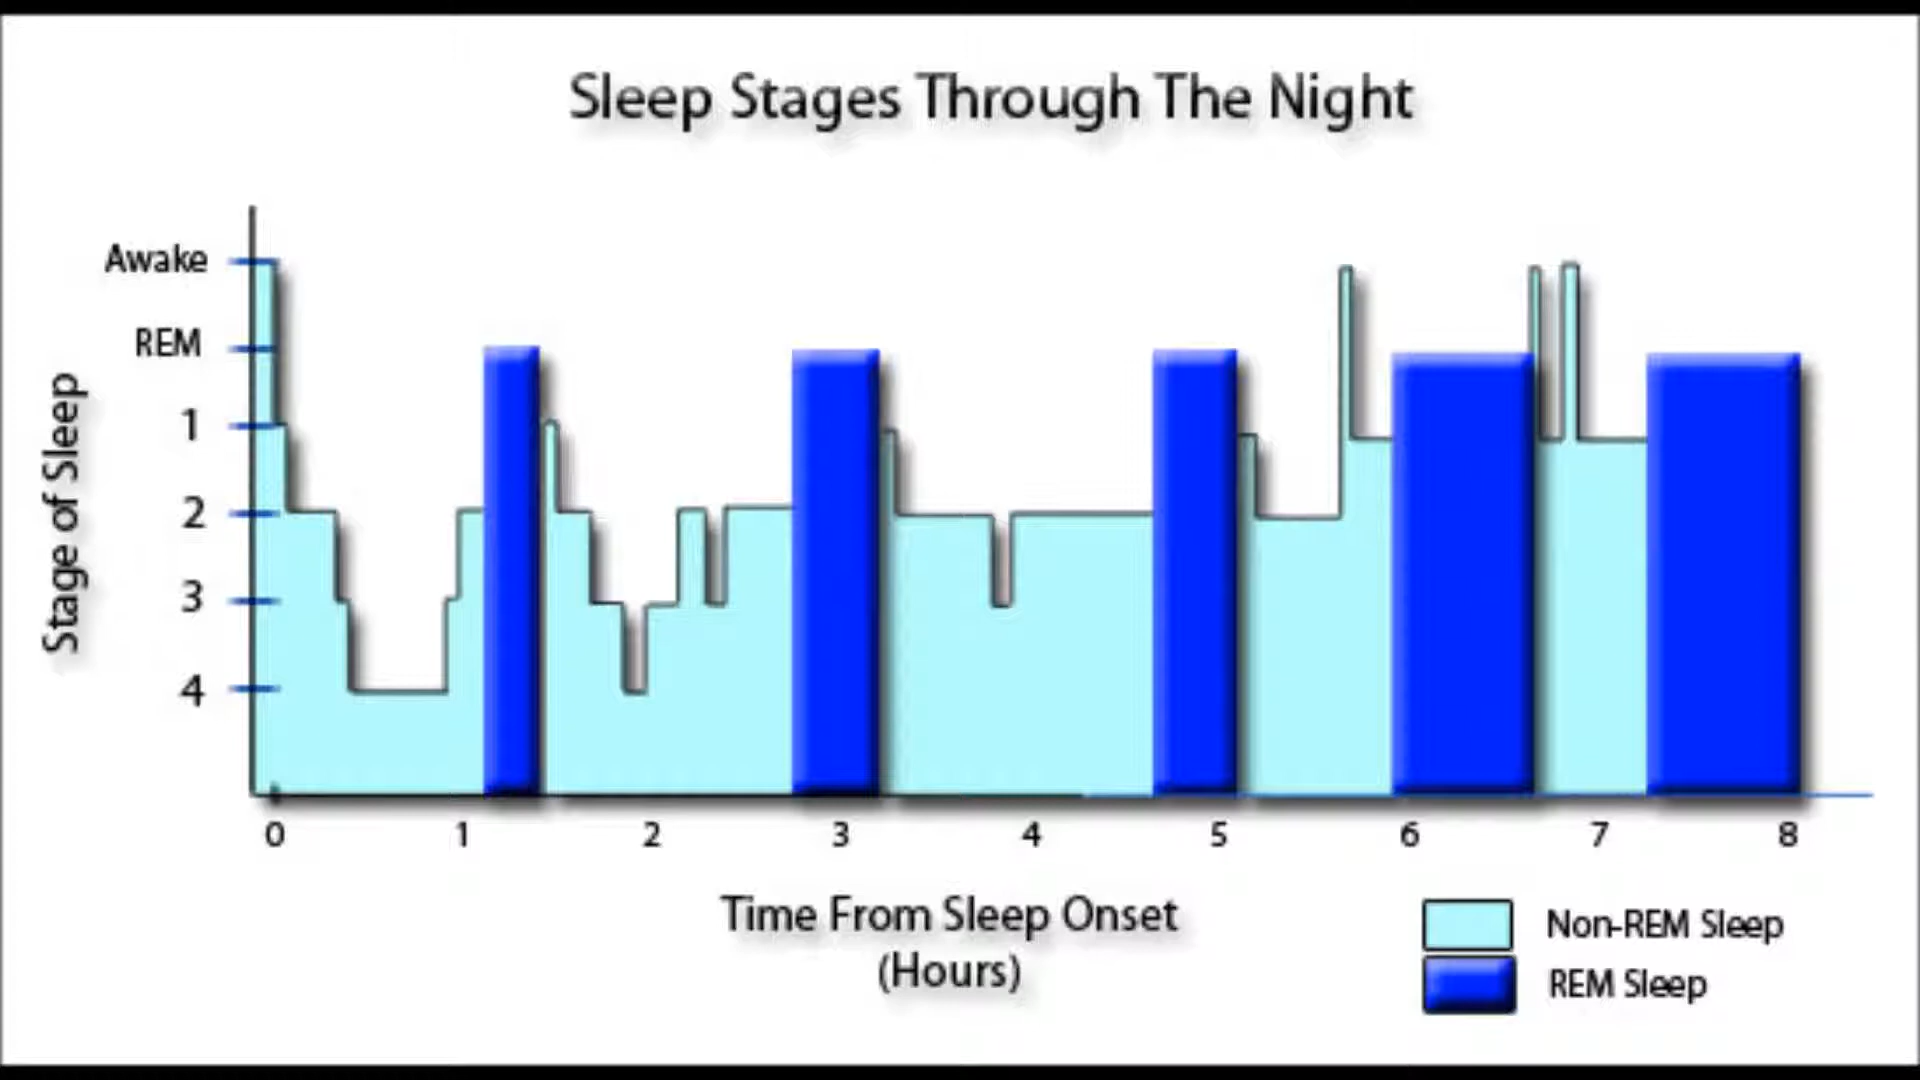 Sleep Stages Through The Night
Awake
REM
1
2
3
4
Stage of Sleep
0 1 2 3 4 5 6 7 8
Time From Sleep Onset
(Hours)
Non-REM Sleep
REM Sleep